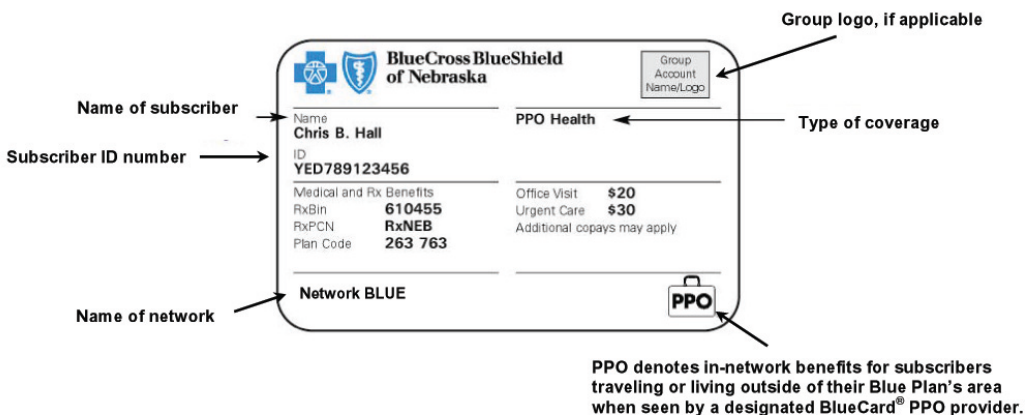 Group logo, if applicable
BlueCross BlueShield
of Nebraska
Group
Account
Name/Logo
Name of subscriber
Name
Chris B. Hall
PPO Health
Type of coverage
Subscriber ID number
ID
YED789123456
Medical and Rx Benefits
RxBin 610455
RxPCN RxNEB
Plan Code 263 763
Office Visit $20
Urgent Care $30
Additional copays may apply
Network BLUE
PPO
Name of network
PPO denotes in-network benefits for subscribers
traveling or living outside of their Blue Plan's area
when seen by a designated BlueCard® PPO provider.